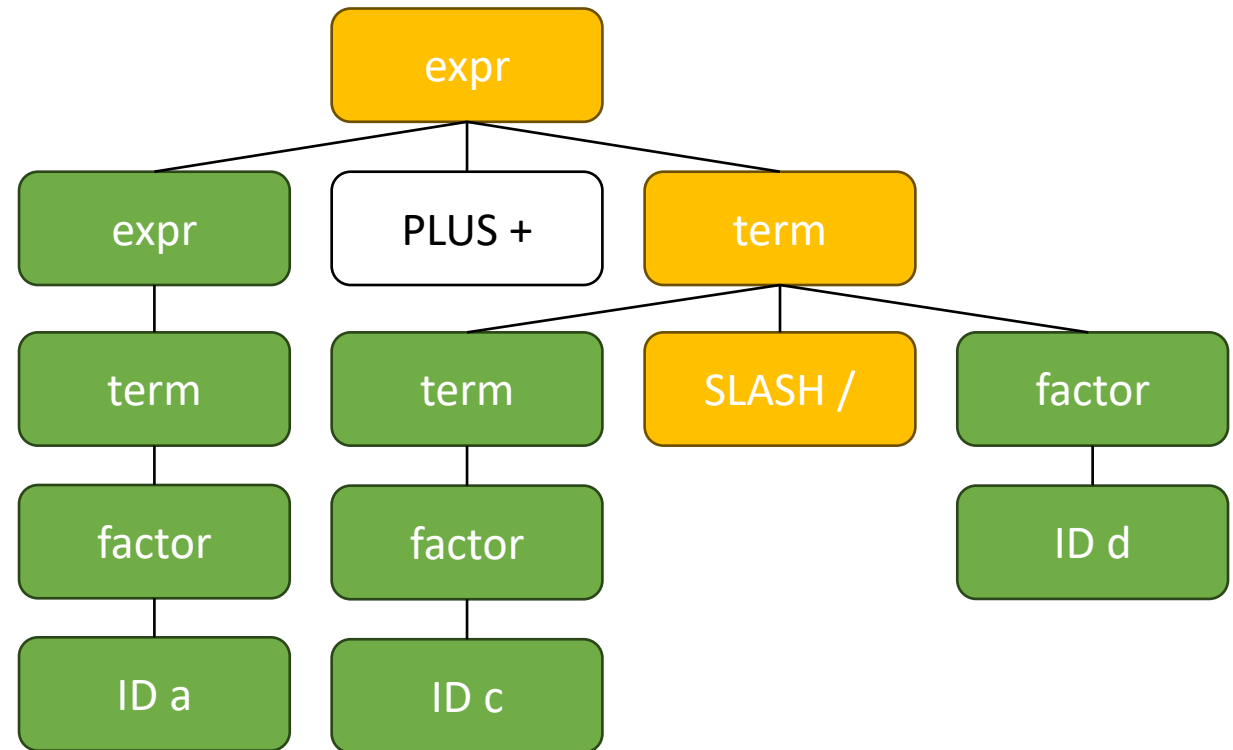 expr
expr
PLUS +
term
term
term
SLASH /
factor
factor
factor
ID d
ID a
ID c